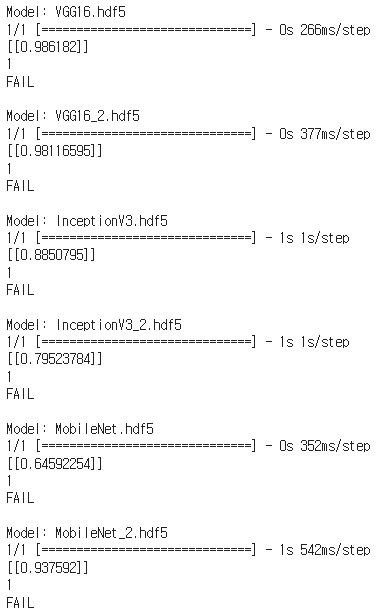 Model: VGG16.hdf5
1/1 [==============================] - 0s 266ms/step
[[0.986182]]
1
FAIL
Model: VGG16_2.hdf5
1/1 [==============================] - 0s 377ms/step
[[0.98116595]]
1
FAIL
Model: InceptionV3.hdf5
1/1 [==============================] - 1s 1s/step
[[0.8850795]]
1
FAIL
Model: InceptionV3_2.hdf5
1/1 [==============================] - 1s 1s/step
[[0.79523784]]
1
FAIL
Model: MobileNet.hdf5
1/1 [==============================] - 0s 352ms/step
[[0.64592254]]
1
FAIL
Model: MobileNet_2.hdf5
1/1 [==============================] - 1s 542ms/step
[[0.937592]]
1
FAIL